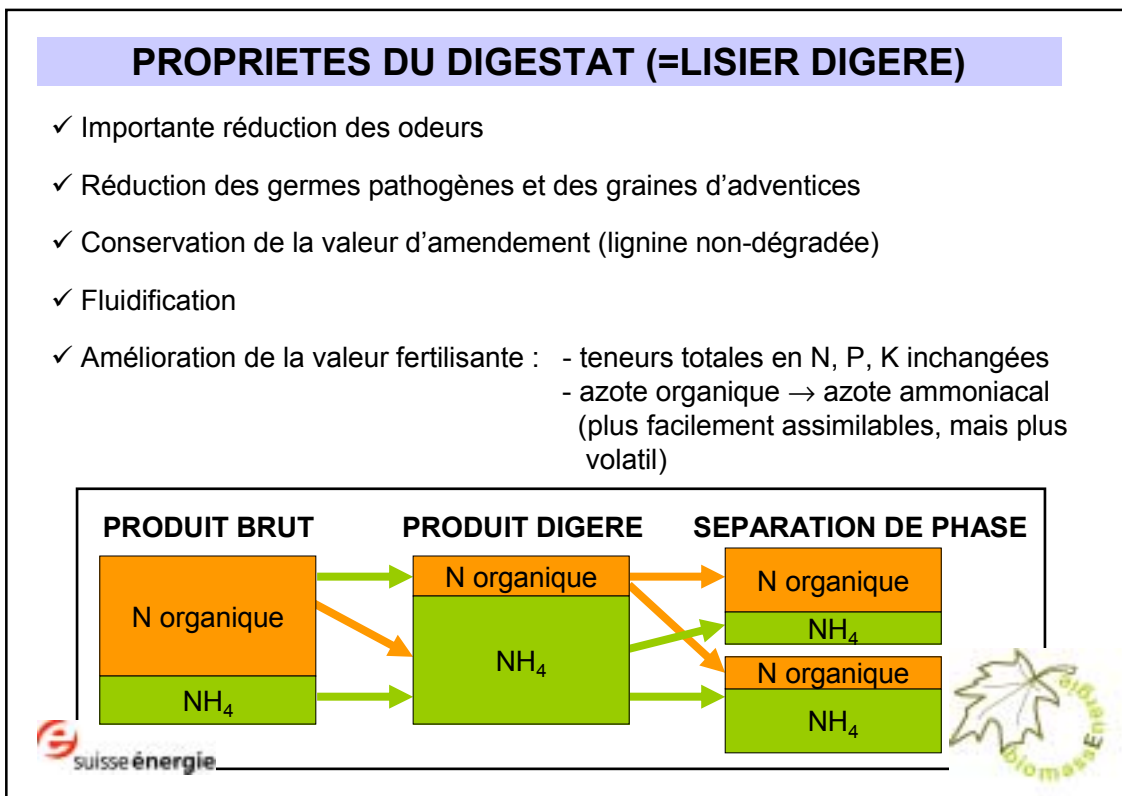 PROPRIETES DU DIGESTAT (=LISIER DIGERE)
✓ Importante réduction des odeurs
✓ Réduction des germes pathogènes et des graines d’adventices
✓ Conservation de la valeur d’amendement (lignine non-dégradée)
✓ Fluidification
✓ Amélioration de la valeur fertilisante : - teneurs totales en N, P, K inchangées
- azote organique → azote ammoniacal
(plus facilement assimilables, mais plus
volatil)
PRODUIT BRUT PRODUIT DIGERE SEPARATION DE PHASE
N organique
NH₄
N organique
NH₄
N organique
NH₄
N organique
NH₄
suisse énergie
biomassEnergie